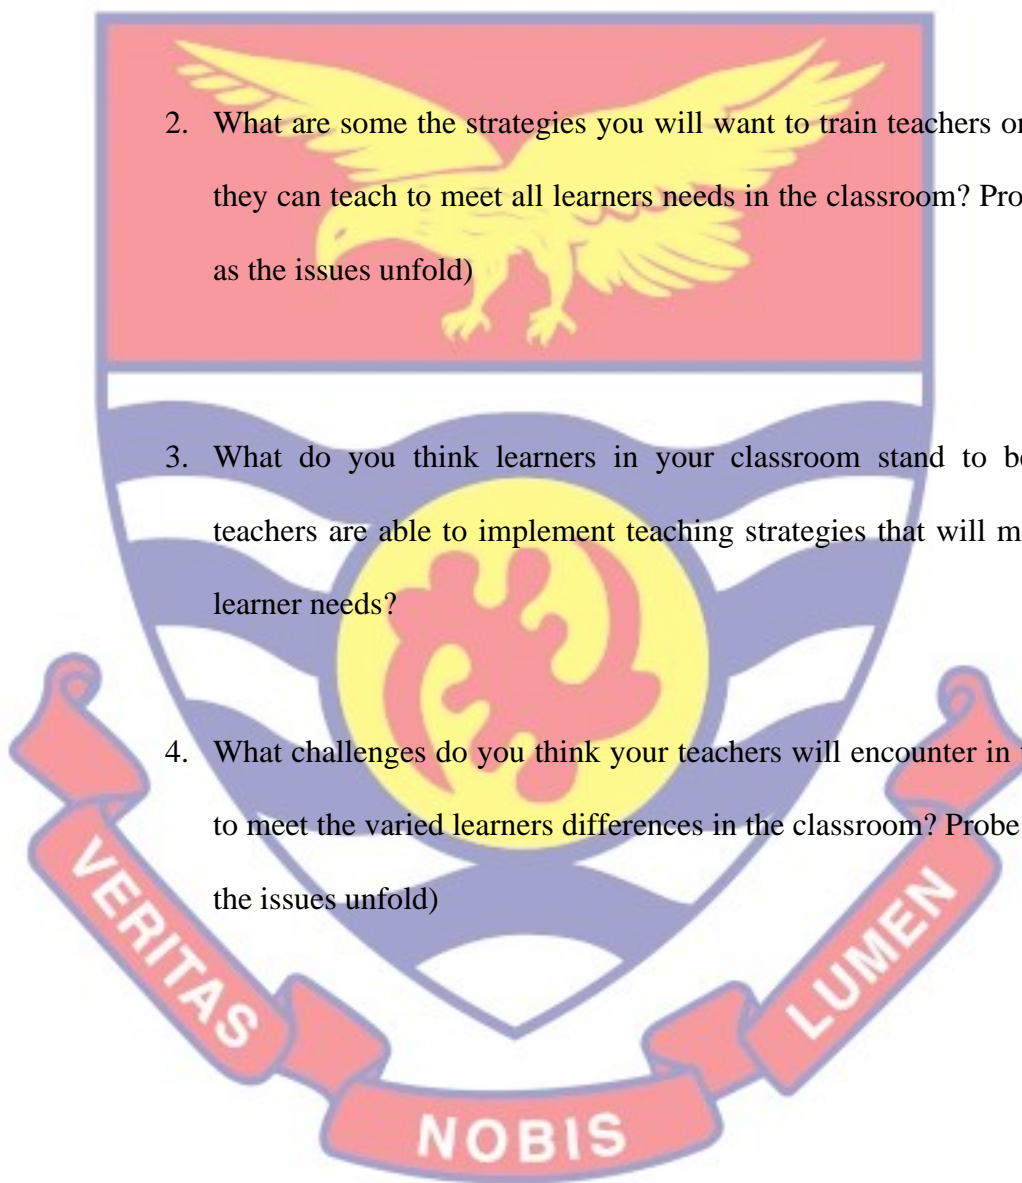 2. What are some the strategies you will want to train teachers or
they can teach to meet all learners needs in the classroom? Pro
as the issues unfold)
3. What do you think learners in your classroom stand to be
teachers are able to implement teaching strategies that will m
learner needs?
4. What challenges do you think your teachers will encounter in
to meet the varied learners differences in the classroom? Probe
the issues unfold)
VERITAS
NOBIS
LUMEN